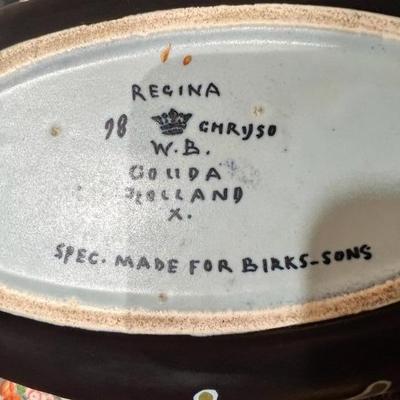 REGINA
98 CHRYSO
W.B.
GOUDA
HOLLAND
X.
SPEC. MADE FOR BIRKS-SONS